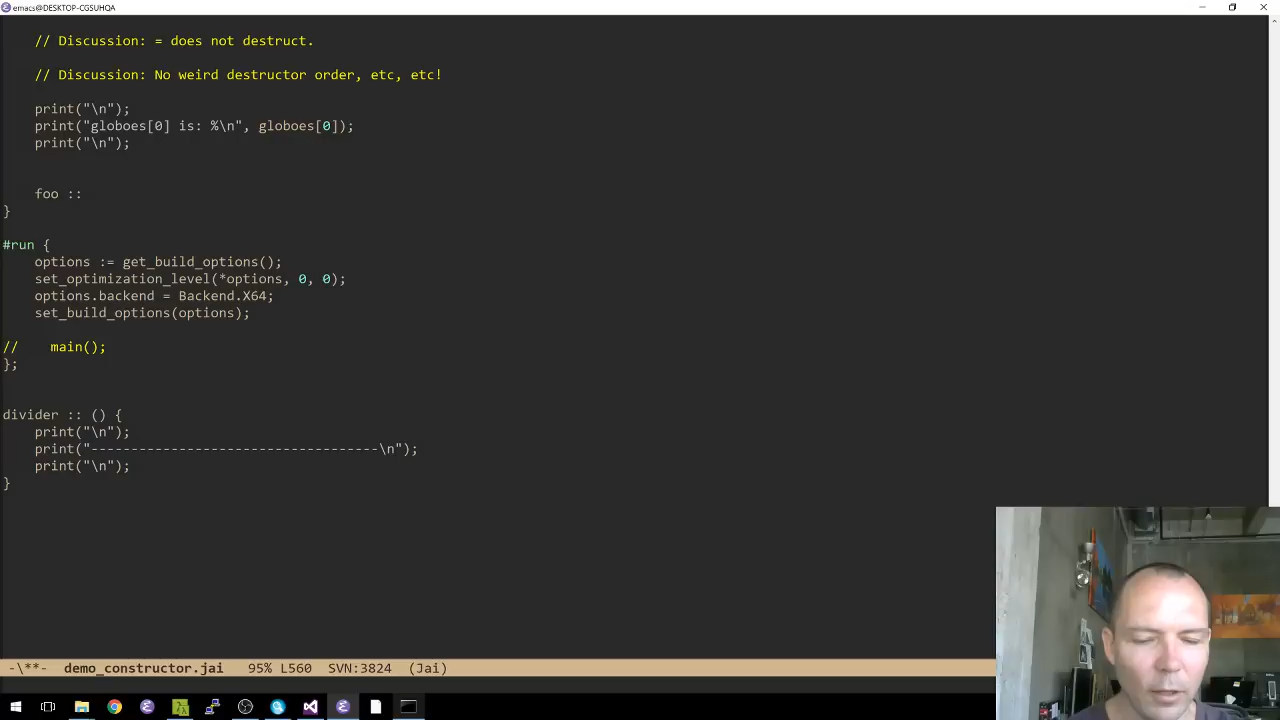 emacs@DESKTOP-CGSUHQA
// Discussion: = does not destruct.
// Discussion: No weird destructor order, etc, etc!
print("\n");
print("globoes[0] is: %\n", globoes[0]);
print("\n");
foo ::
}
#run {
options := get_build_options();
set_optimization_level(*options, 0, 0);
options.backend = Backend.X64;
set_build_options(options);
// main();
};
divider :: () {
print("\n");
print("------------------------------------\n");
print("\n");
}
-\**- demo_constructor.jai 95% L560 SVN:3824 (Jai)